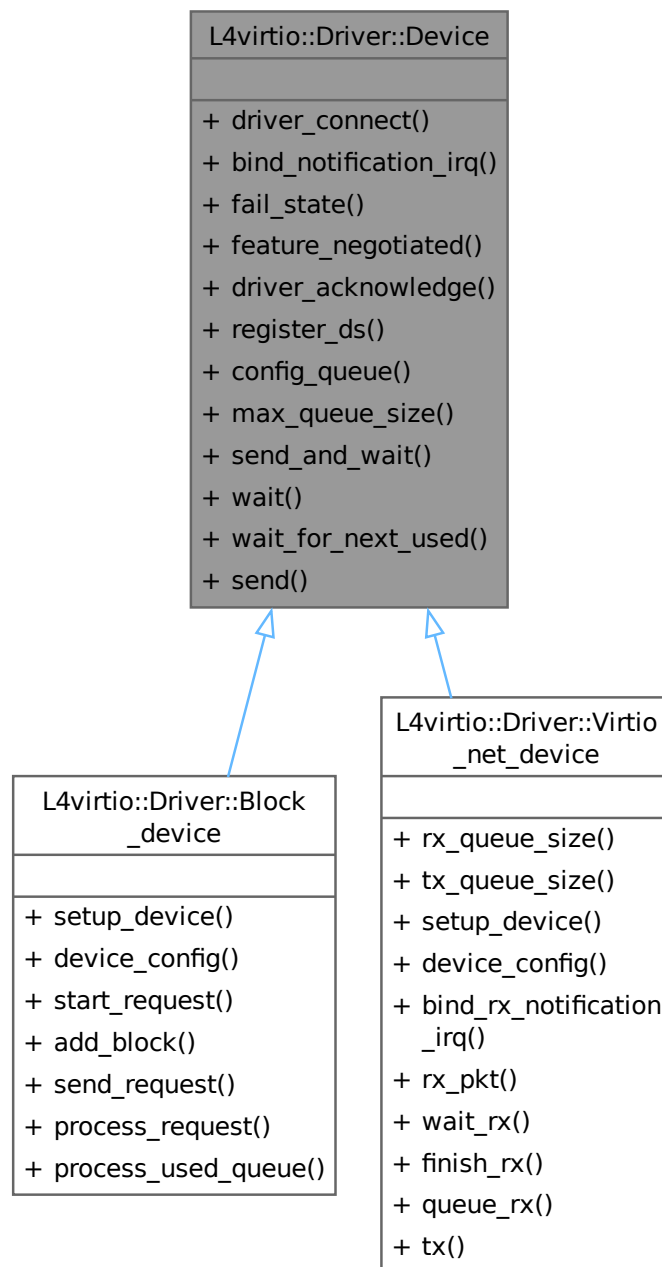 L4virtio::Driver::Device
+ driver_connect()
+ bind_notification_irq()
+ fail_state()
+ feature_negotiated()
+ driver_acknowledge()
+ register_ds()
+ config_queue()
+ max_queue_size()
+ send_and_wait()
+ wait()
+ wait_for_next_used()
+ send()
L4virtio::Driver::Block
_device
+ setup_device()
+ device_config()
+ start_request()
+ add_block()
+ send_request()
+ process_request()
+ process_used_queue()
L4virtio::Driver::Virtio
_net_device
+ rx_queue_size()
+ tx_queue_size()
+ setup_device()
+ device_config()
+ bind_rx_notification
_irq()
+ rx_pkt()
+ wait_rx()
+ finish_rx()
+ queue_rx()
+ tx()